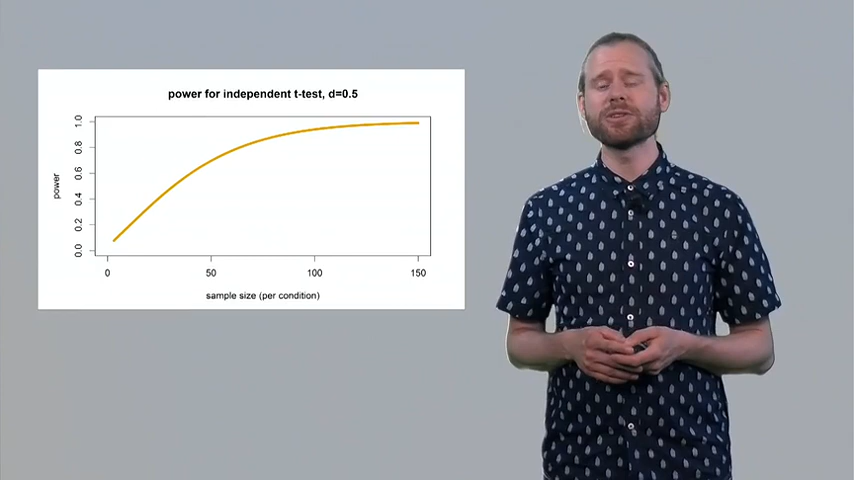 power for independent t-test, d=0.5
power
0.0
0.2
0.4
0.6
0.8
1.0
0 50 100 150
sample size (per condition)